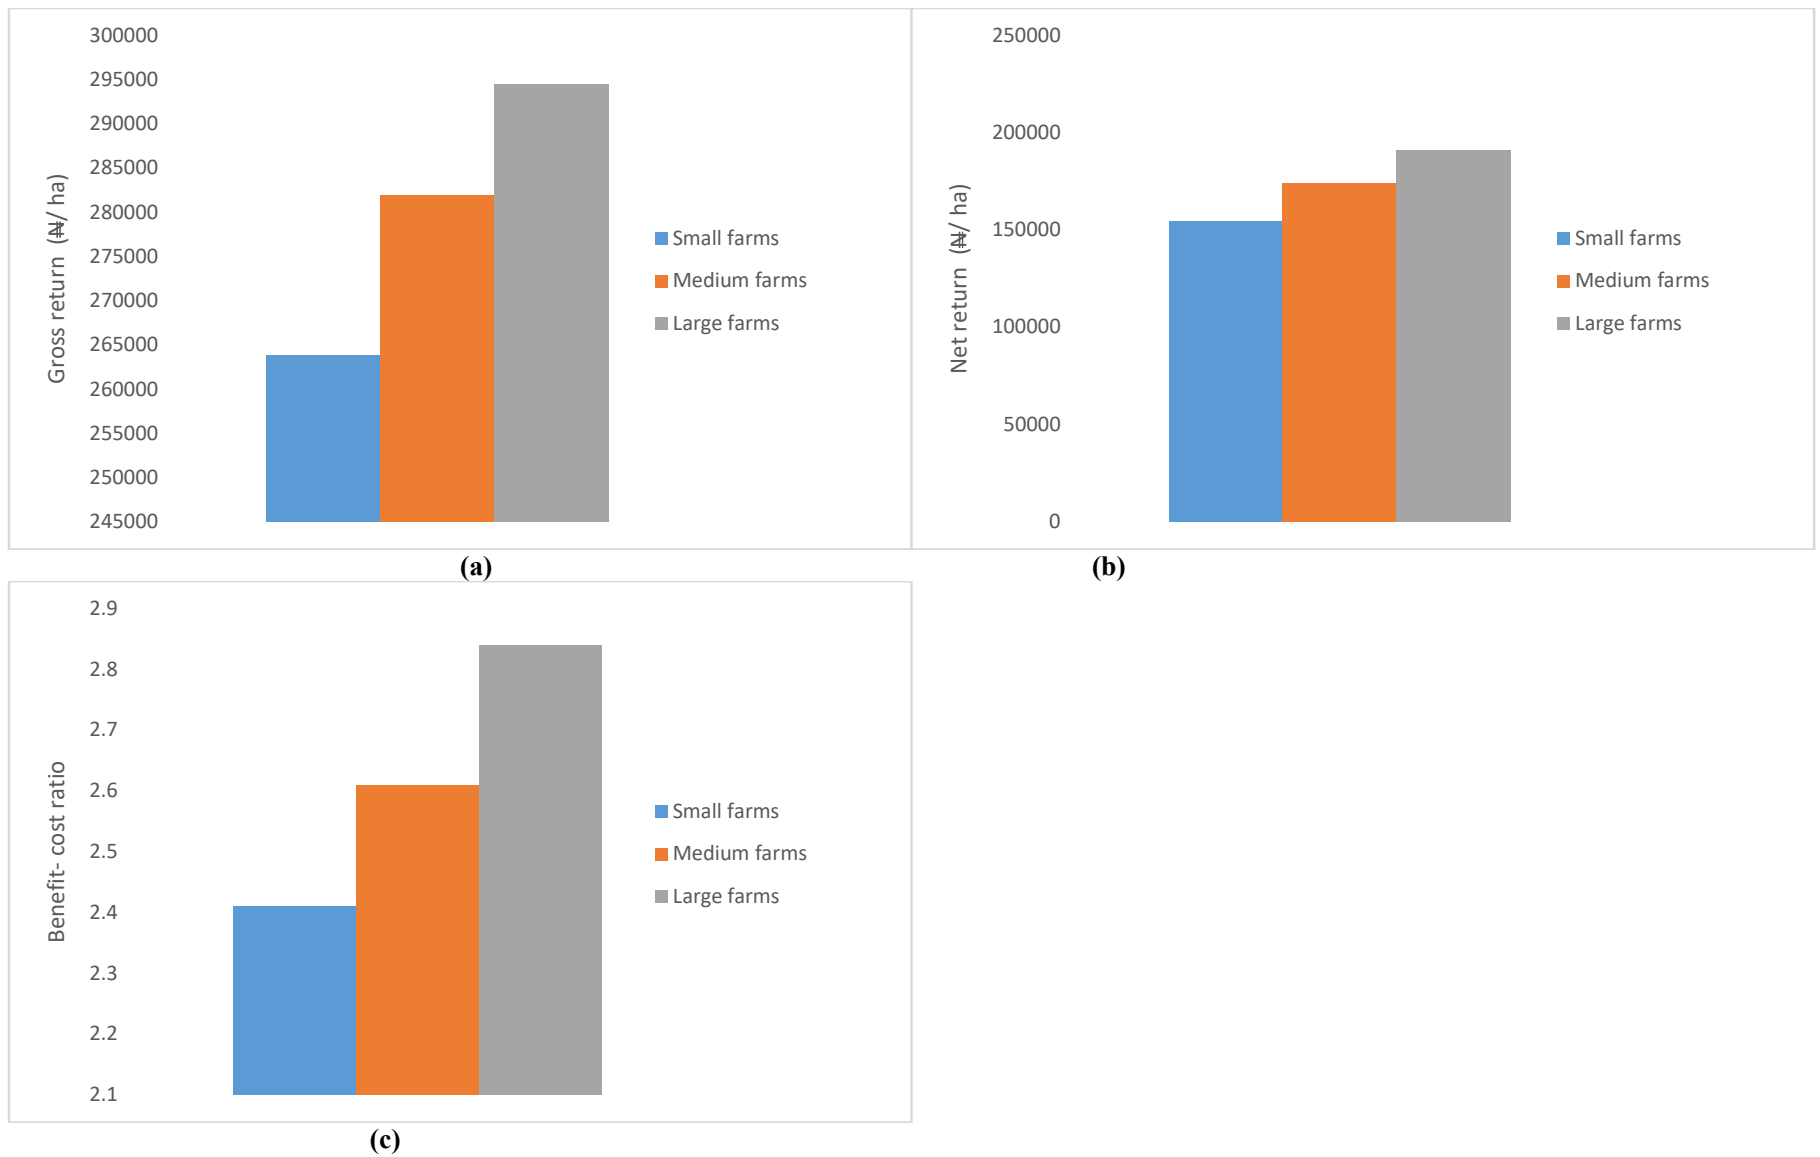 300000
295000
290000
285000
280000
275000
270000
265000
260000
255000
250000
245000
Gross return (₦/ ha)
Small farms
Medium farms
Large farms
(a)
250000
200000
150000
100000
50000
0
Net return (₦/ ha)
Small farms
Medium farms
Large farms
(b)
2.9
2.8
2.7
2.6
2.5
2.4
2.3
2.2
2.1
Benefit- cost ratio
Small farms
Medium farms
Large farms
(c)